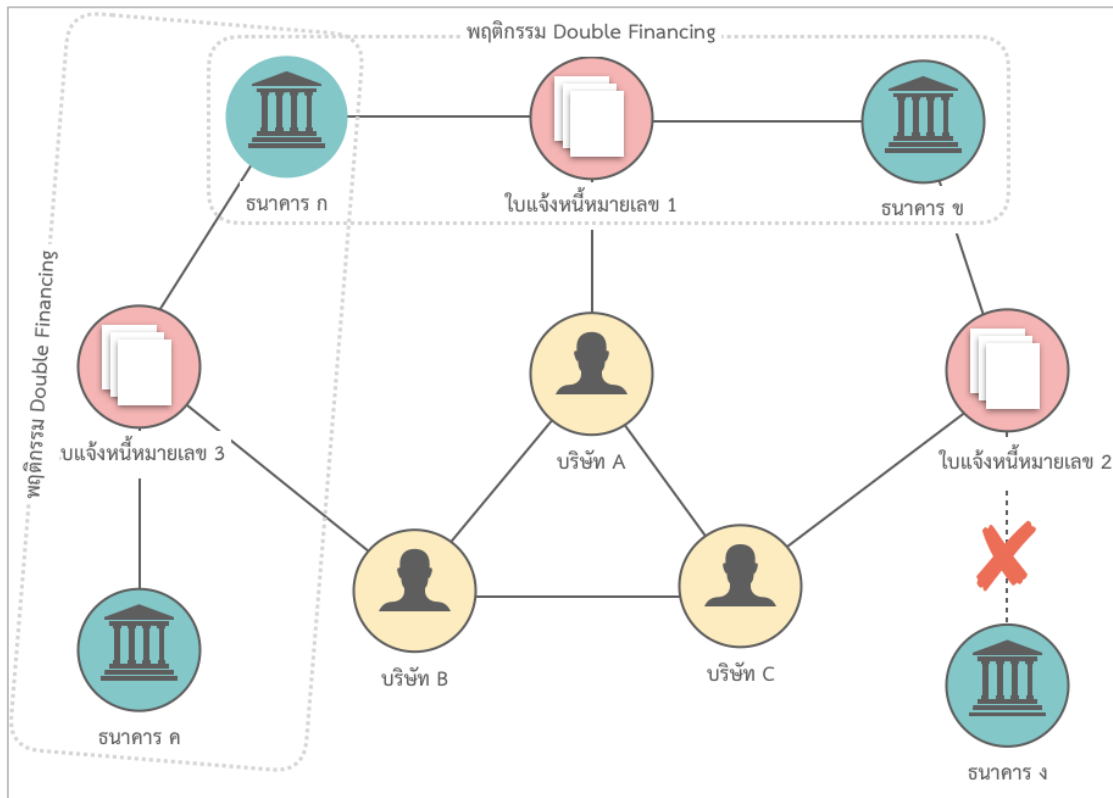 พฤติกรรม Double Financing
ธนาคาร ก
ใบแจ้งหนี้หมายเลข 1
ธนาคาร ข
พฤติกรรม Double Financing
ใบแจ้งหนี้หมายเลข 3
บริษัท A
ใบแจ้งหนี้หมายเลข 2
บริษัท B
บริษัท C
ธนาคาร ค
ธนาคาร ง